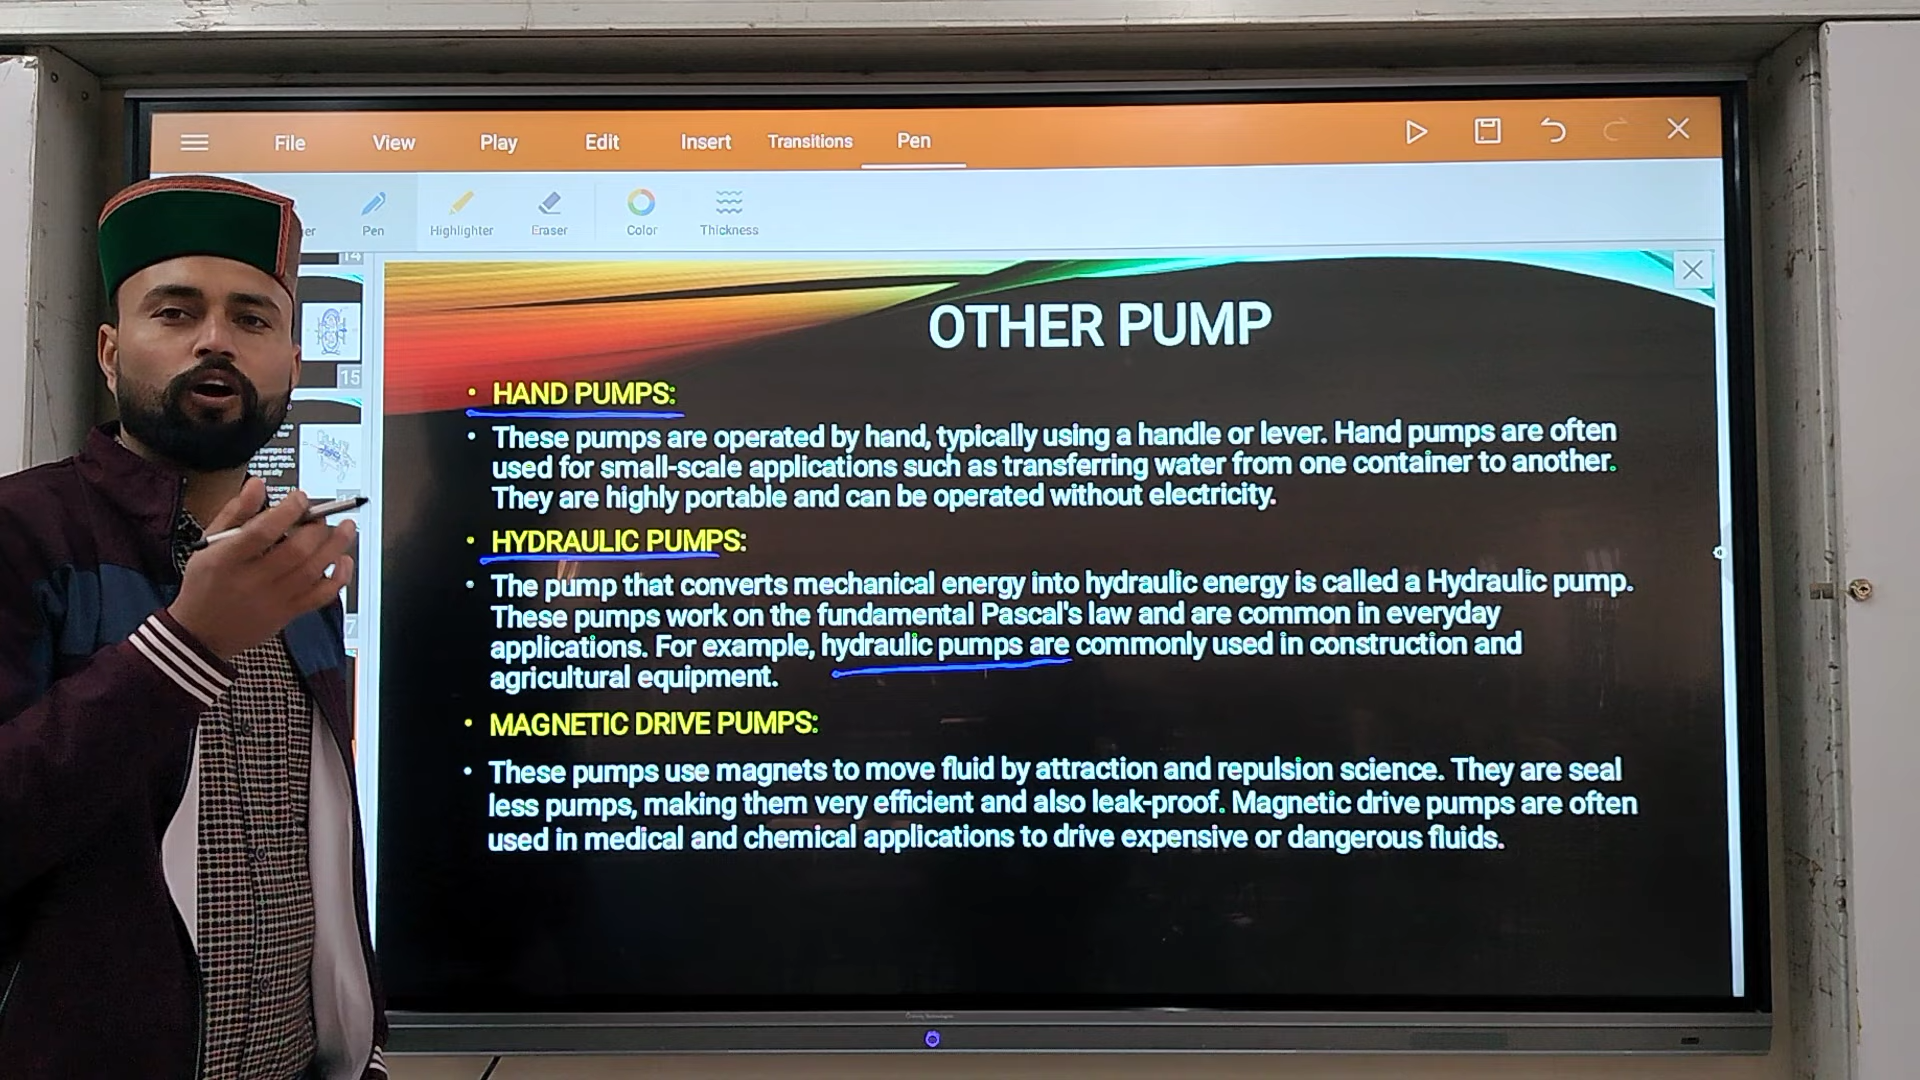 File View Play Edit Insert Transitions Pen
Pen Highlighter Eraser Color Thickness
14
15
OTHER PUMP
• HAND PUMPS:
• These pumps are operated by hand, typically using a handle or lever. Hand pumps are often
used for small-scale applications such as transferring water from one container to another.
They are highly portable and can be operated without electricity.
• HYDRAULIC PUMPS:
• The pump that converts mechanical energy into hydraulic energy is called a Hydraulic pump.
These pumps work on the fundamental Pascal's law and are common in everyday
applications. For example, hydraulic pumps are commonly used in construction and
agricultural equipment.
• MAGNETIC DRIVE PUMPS:
• These pumps use magnets to move fluid by attraction and repulsion science. They are seal
less pumps, making them very efficient and also leak-proof. Magnetic drive pumps are often
used in medical and chemical applications to drive expensive or dangerous fluids.